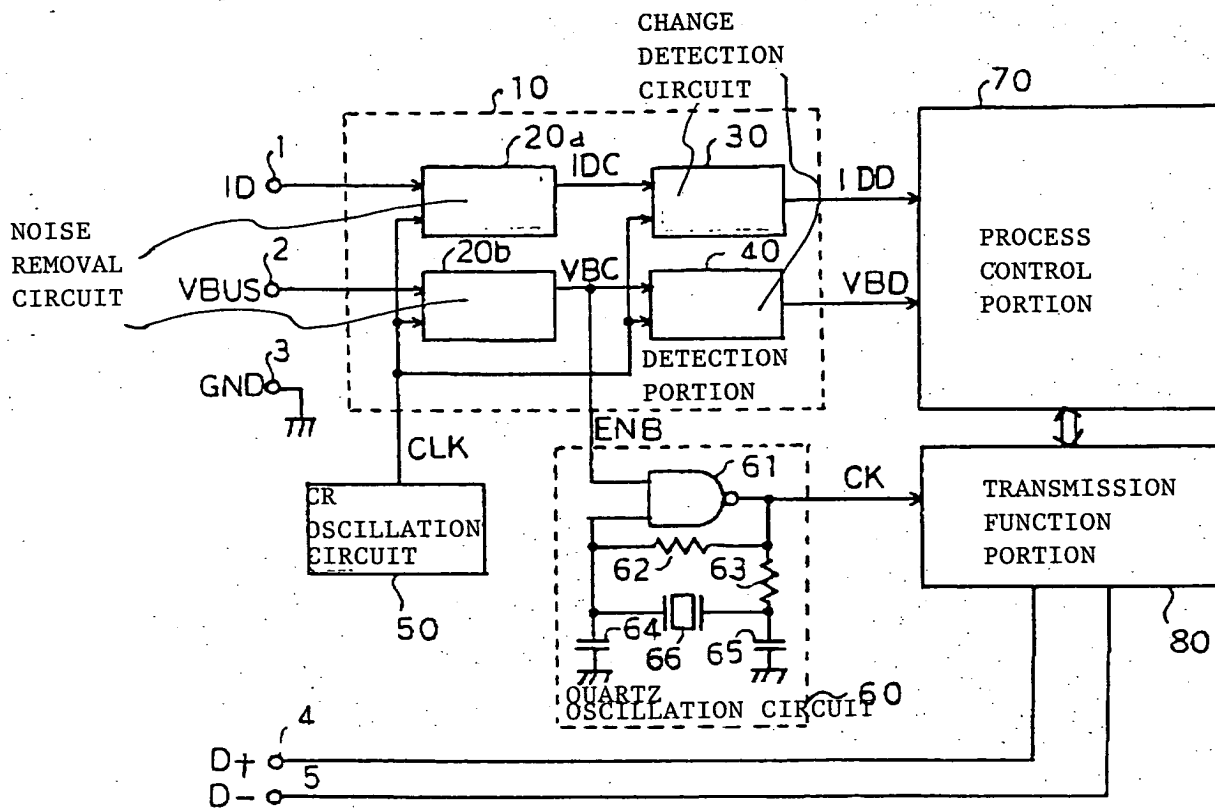 CHANGE
DETECTION
CIRCUIT
10
70
20a
30
1
ID
IDC
IDD
NOISE
REMOVAL
CIRCUIT
2
VBUS
20b
VBC
40
VBD
PROCESS
CONTROL
PORTION
3
GND
DETECTION
PORTION
ENB
CLK
61
CK
CR
OSCILLATION
CIRCUIT
TRANSMISSION
FUNCTION
PORTION
62
63
50
64
66
65
80
QUARTZ
OSCILLATION CIRCUIT
60
4
D+
5
D-